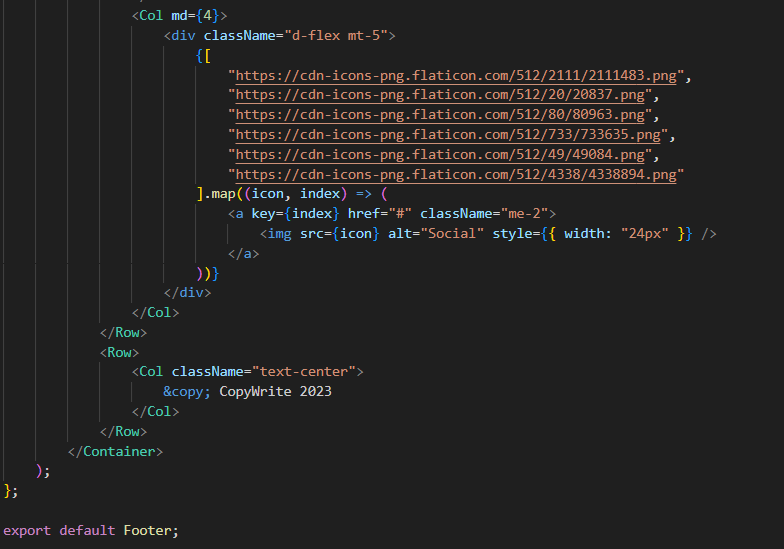 <Col md={4}>
<div className="d-flex mt-5">
{[
"https://cdn-icons-png.flaticon.com/512/2111/2111483.png",
"https://cdn-icons-png.flaticon.com/512/20/20837.png",
"https://cdn-icons-png.flaticon.com/512/80/80963.png",
"https://cdn-icons-png.flaticon.com/512/733/733635.png",
"https://cdn-icons-png.flaticon.com/512/49/49084.png",
"https://cdn-icons-png.flaticon.com/512/4338/4338894.png"
].map((icon, index) => (
<a key={index} href="#" className="me-2">
<img src={icon} alt="Social" style={{ width: "24px" }} />
</a>
))}
</div>
</Col>
</Row>
<Row>
<Col className="text-center">
&copy; CopyWrite 2023
</Col>
</Row>
</Container>
);
};
export default Footer;